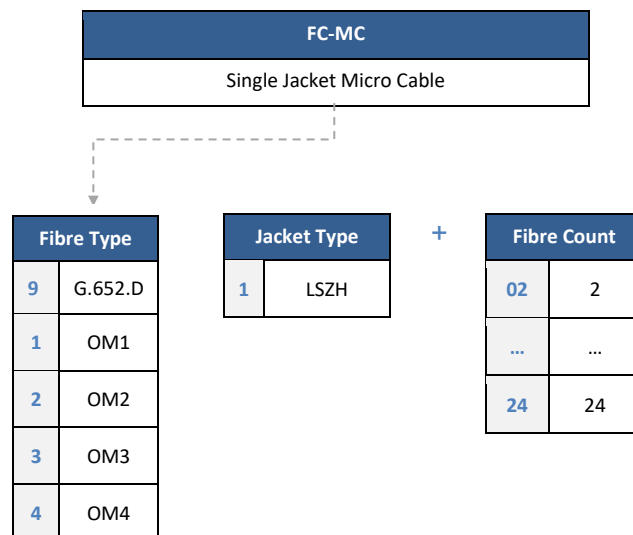 FC-MC
Single Jacket Micro Cable
Fibre Type
9 G.652.D
1 OM1
2 OM2
3 OM3
4 OM4
Jacket Type
1 LSZH
+
Fibre Count
02 2
... ...
24 24